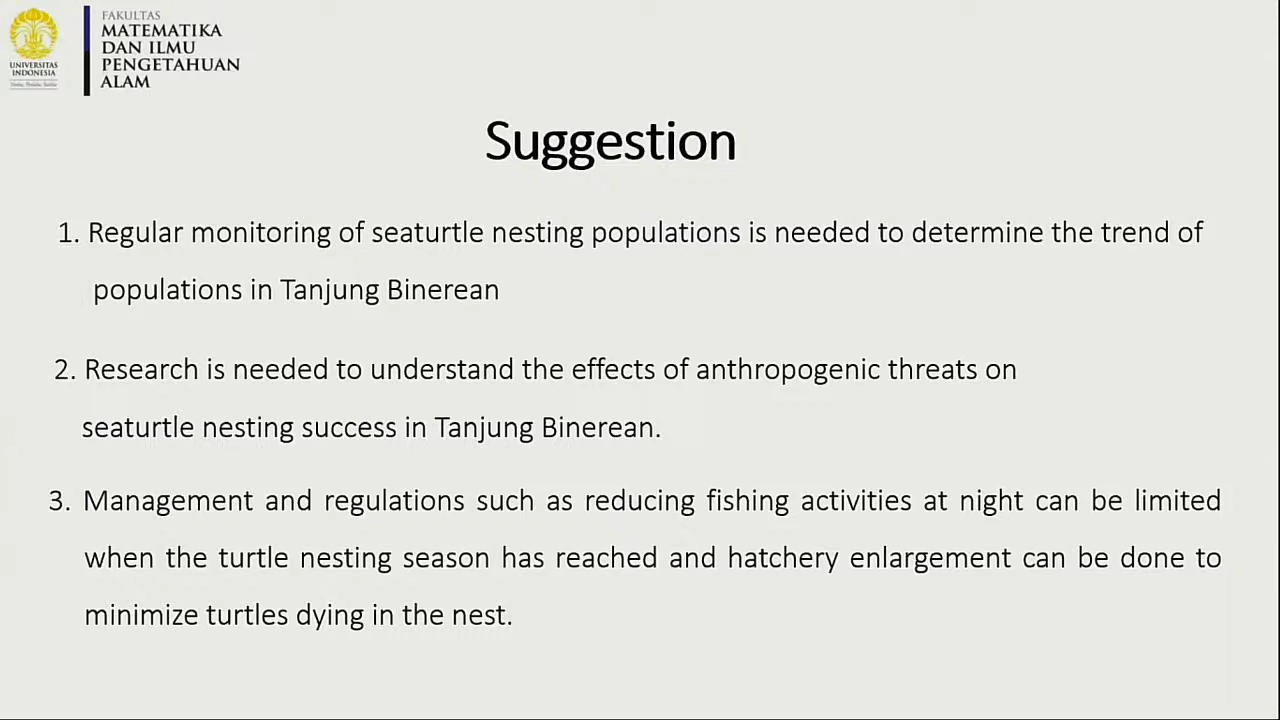 FAKULTAS
MATEMATIKA
DAN ILMU
PENGETAHUAN
ALAM
UNIVERSITAS
INDONESIA
Suggestion
1. Regular monitoring of seaturtle nesting populations is needed to determine the trend of
populations in Tanjung Binerean
2. Research is needed to understand the effects of anthropogenic threats on
seaturtle nesting success in Tanjung Binerean.
3. Management and regulations such as reducing fishing activities at night can be limited
when the turtle nesting season has reached and hatchery enlargement can be done to
minimize turtles dying in the nest.